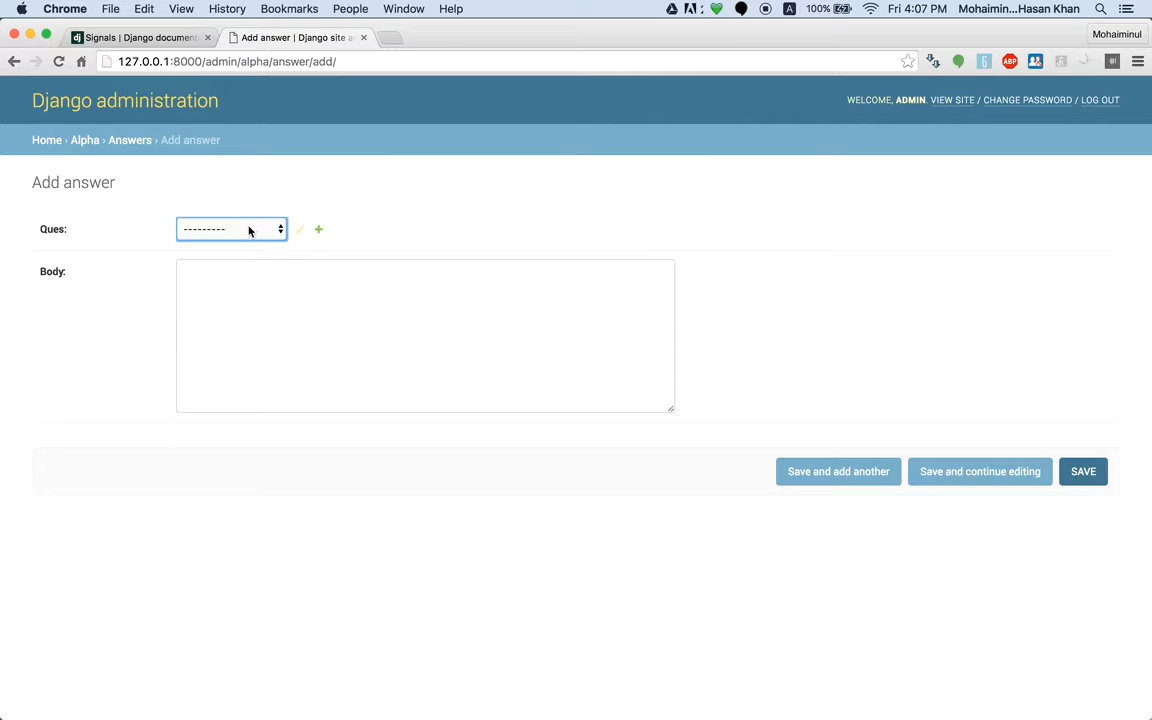 Chrome File Edit View History Bookmarks People Window Help 100% Fri 4:07 PM Mohaimin...Hasan Khan
Signals | Django document Add answer | Django site a Mohaiminul
127.0.0.1:8000/admin/alpha/answer/add/ ABP
Django administration
WELCOME, ADMIN. VIEW SITE / CHANGE PASSWORD / LOG OUT
Home › Alpha › Answers › Add answer
Add answer
Ques: ---------
Body:
Save and add another Save and continue editing SAVE